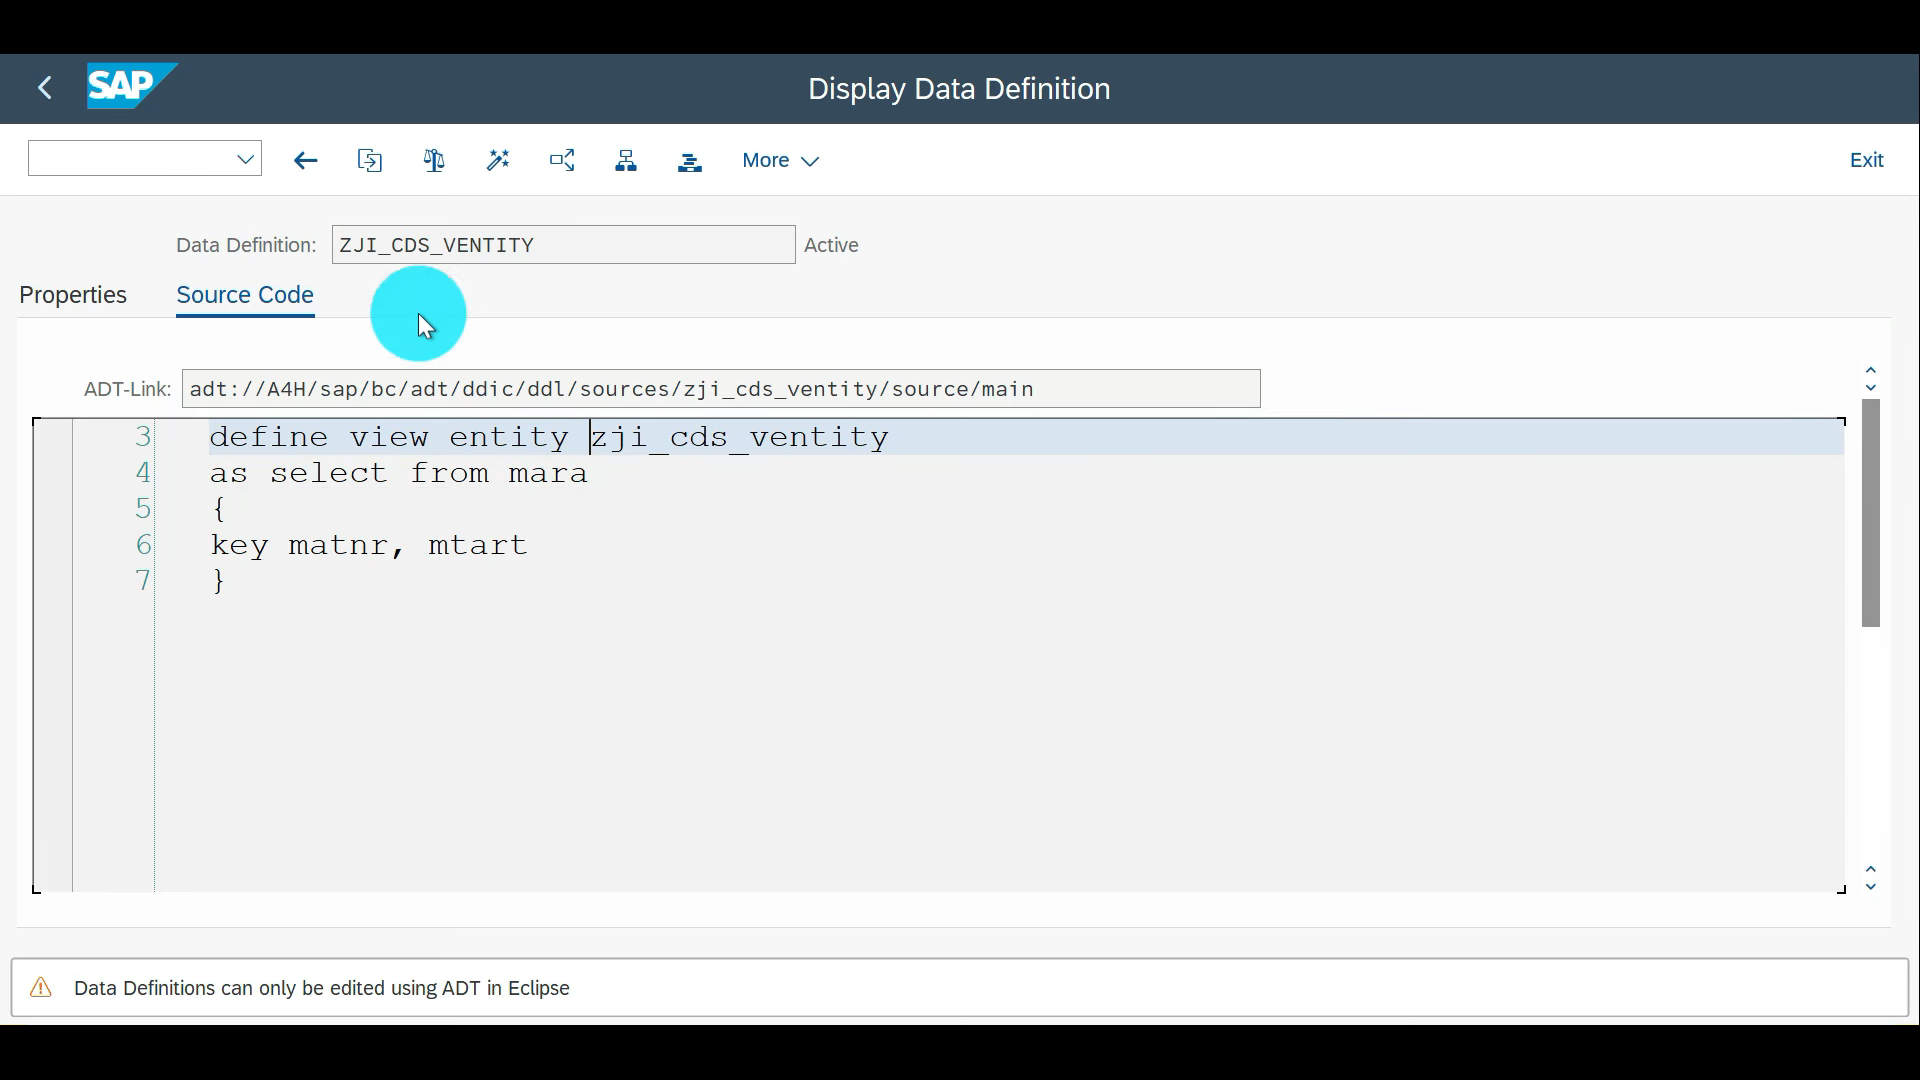 SAP
Display Data Definition
More
Exit
Data Definition: ZJI_CDS_VENTITY Active
Properties Source Code
ADT-Link: adt://A4H/sap/bc/adt/ddic/ddl/sources/zji_cds_ventity/source/main
3 define view entity zji_cds_ventity
4 as select from mara
5 {
6 key matnr, mtart
7 }
Data Definitions can only be edited using ADT in Eclipse